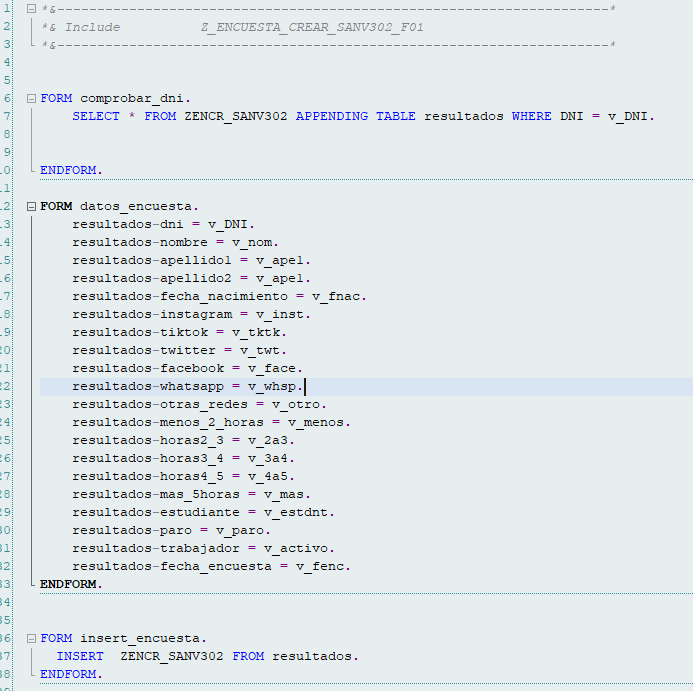 1 *&---------------------------------------------------------------------*
2 *& Include          Z_ENCUESTA_CREAR_SANV302_F01
3 *&---------------------------------------------------------------------*
4
5
6 FORM comprobar_dni.
7     SELECT * FROM ZENCR_SANV302 APPENDING TABLE resultados WHERE DNI = v_DNI.
8
9
10 ENDFORM.
11
12 FORM datos_encuesta.
13     resultados-dni = v_DNI.
14     resultados-nombre = v_nom.
15     resultados-apellido1 = v_ape1.
16     resultados-apellido2 = v_ape1.
17     resultados-fecha_nacimiento = v_fnac.
18     resultados-instagram = v_inst.
19     resultados-tiktok = v_tktk.
20     resultados-twitter = v_twt.
21     resultados-facebook = v_face.
22     resultados-whatsapp = v_whsp.
23     resultados-otras_redes = v_otro.
24     resultados-menos_2_horas = v_menos.
25     resultados-horas2_3 = v_2a3.
26     resultados-horas3_4 = v_3a4.
27     resultados-horas4_5 = v_4a5.
28     resultados-mas_5horas = v_mas.
29     resultados-estudiante = v_estdnt.
30     resultados-paro = v_paro.
31     resultados-trabajador = v_activo.
32     resultados-fecha_encuesta = v_fenc.
33 ENDFORM.
34
35
36 FORM insert_encuesta.
37   INSERT  ZENCR_SANV302 FROM resultados.
38 ENDFORM.